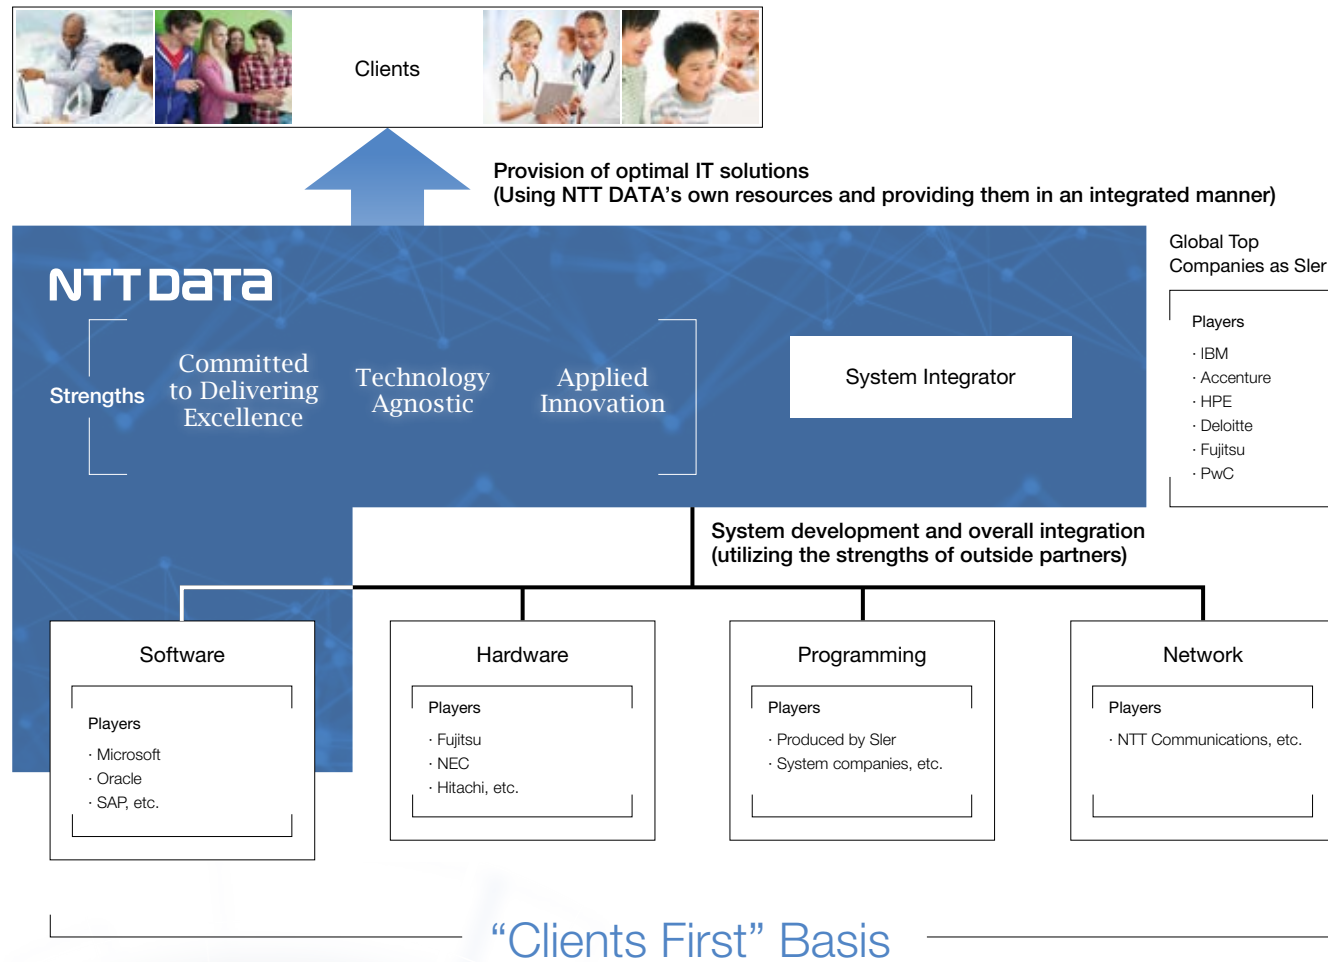 Clients
Provision of optimal IT solutions
(Using NTT DATA's own resources and providing them in an integrated manner)
NTT DATA
Strengths
Committed
to Delivering
Excellence
Technology
Agnostic
Applied
Innovation
System Integrator
Global Top
Companies as SIer
Players
· IBM
· Accenture
· HPE
· Deloitte
· Fujitsu
· PwC
System development and overall integration
(utilizing the strengths of outside partners)
Software
Players
· Microsoft
· Oracle
· SAP, etc.
Hardware
Players
· Fujitsu
· NEC
· Hitachi, etc.
Programming
Players
· Produced by SIer
· System companies, etc.
Network
Players
· NTT Communications, etc.
“Clients First” Basis